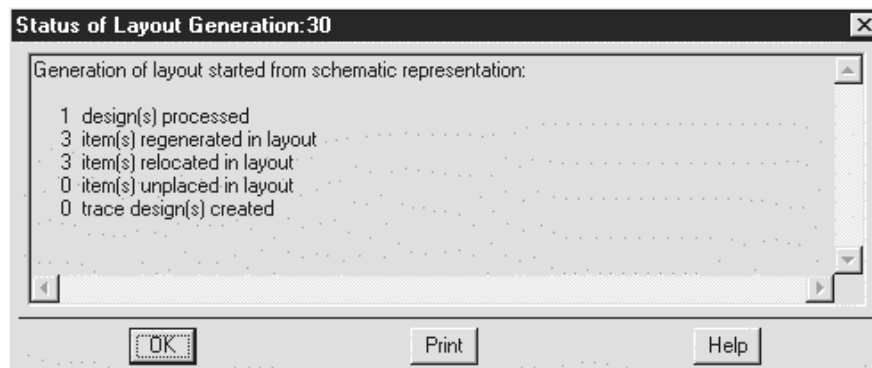 Status of Layout Generation:30
Generation of layout started from schematic representation:
1 design(s) processed
3 item(s) regenerated in layout
3 item(s) relocated in layout
0 item(s) unplaced in layout
0 trace design(s) created
OK
Print
Help